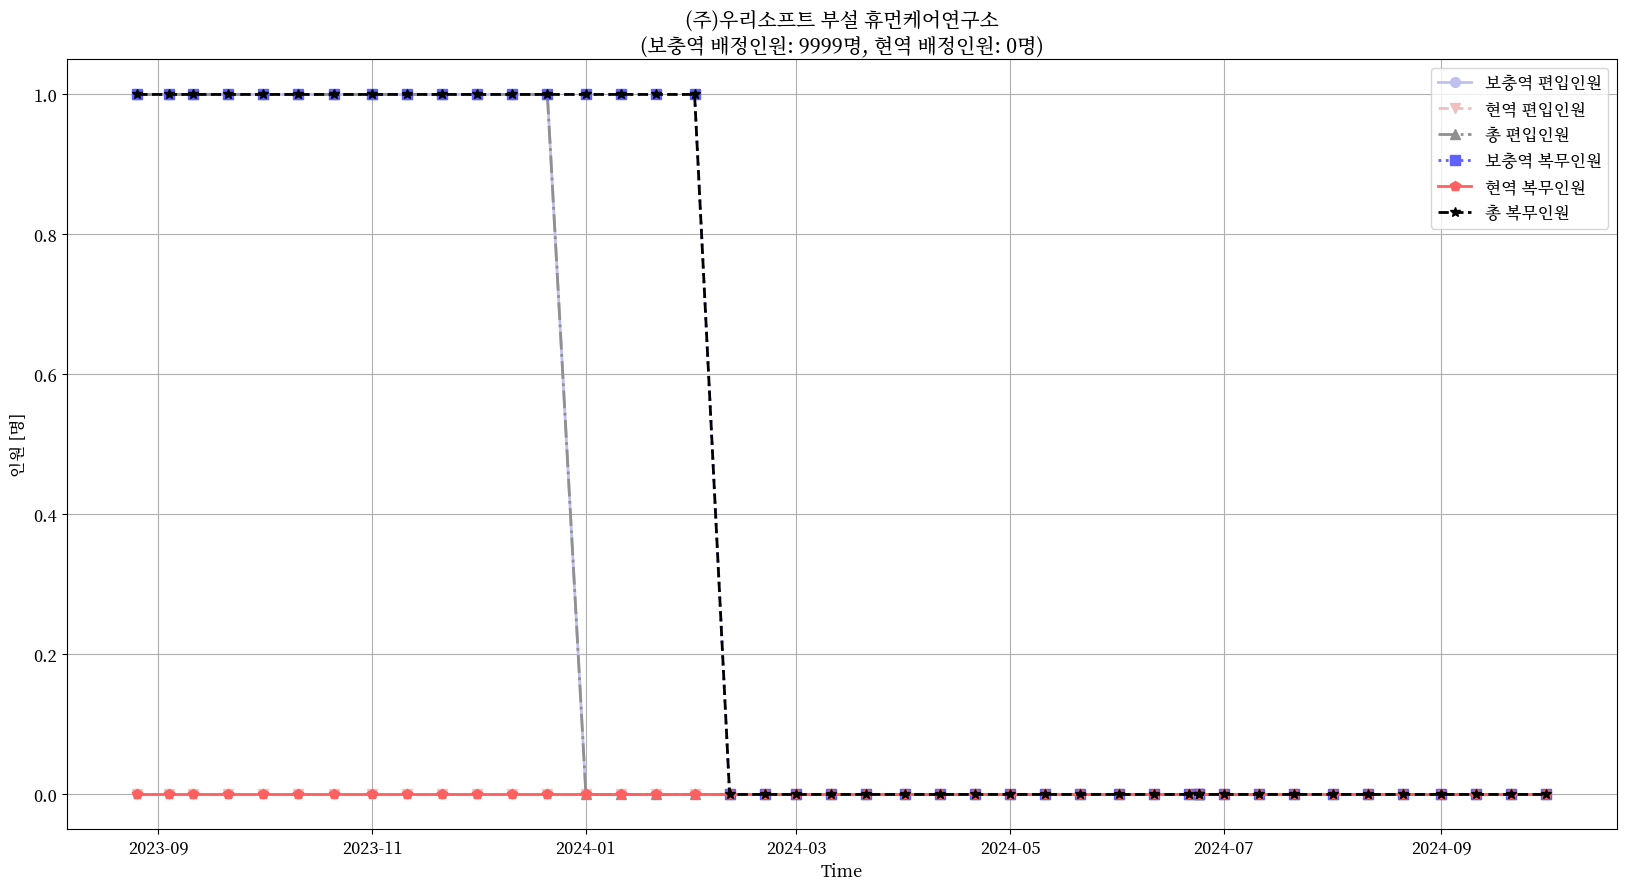 (주)우리소프트 부설 휴먼케어연구소
(보충역 배정인원: 9999명, 현역 배정인원: 0명)
보충역 편입인원
현역 편입인원
총 편입인원
보충역 복무인원
현역 복무인원
총 복무인원
1.0
0.8
0.6
0.4
0.2
0.0
인원 [명]
2023-09
2023-11
2024-01
2024-03
2024-05
2024-07
2024-09
Time